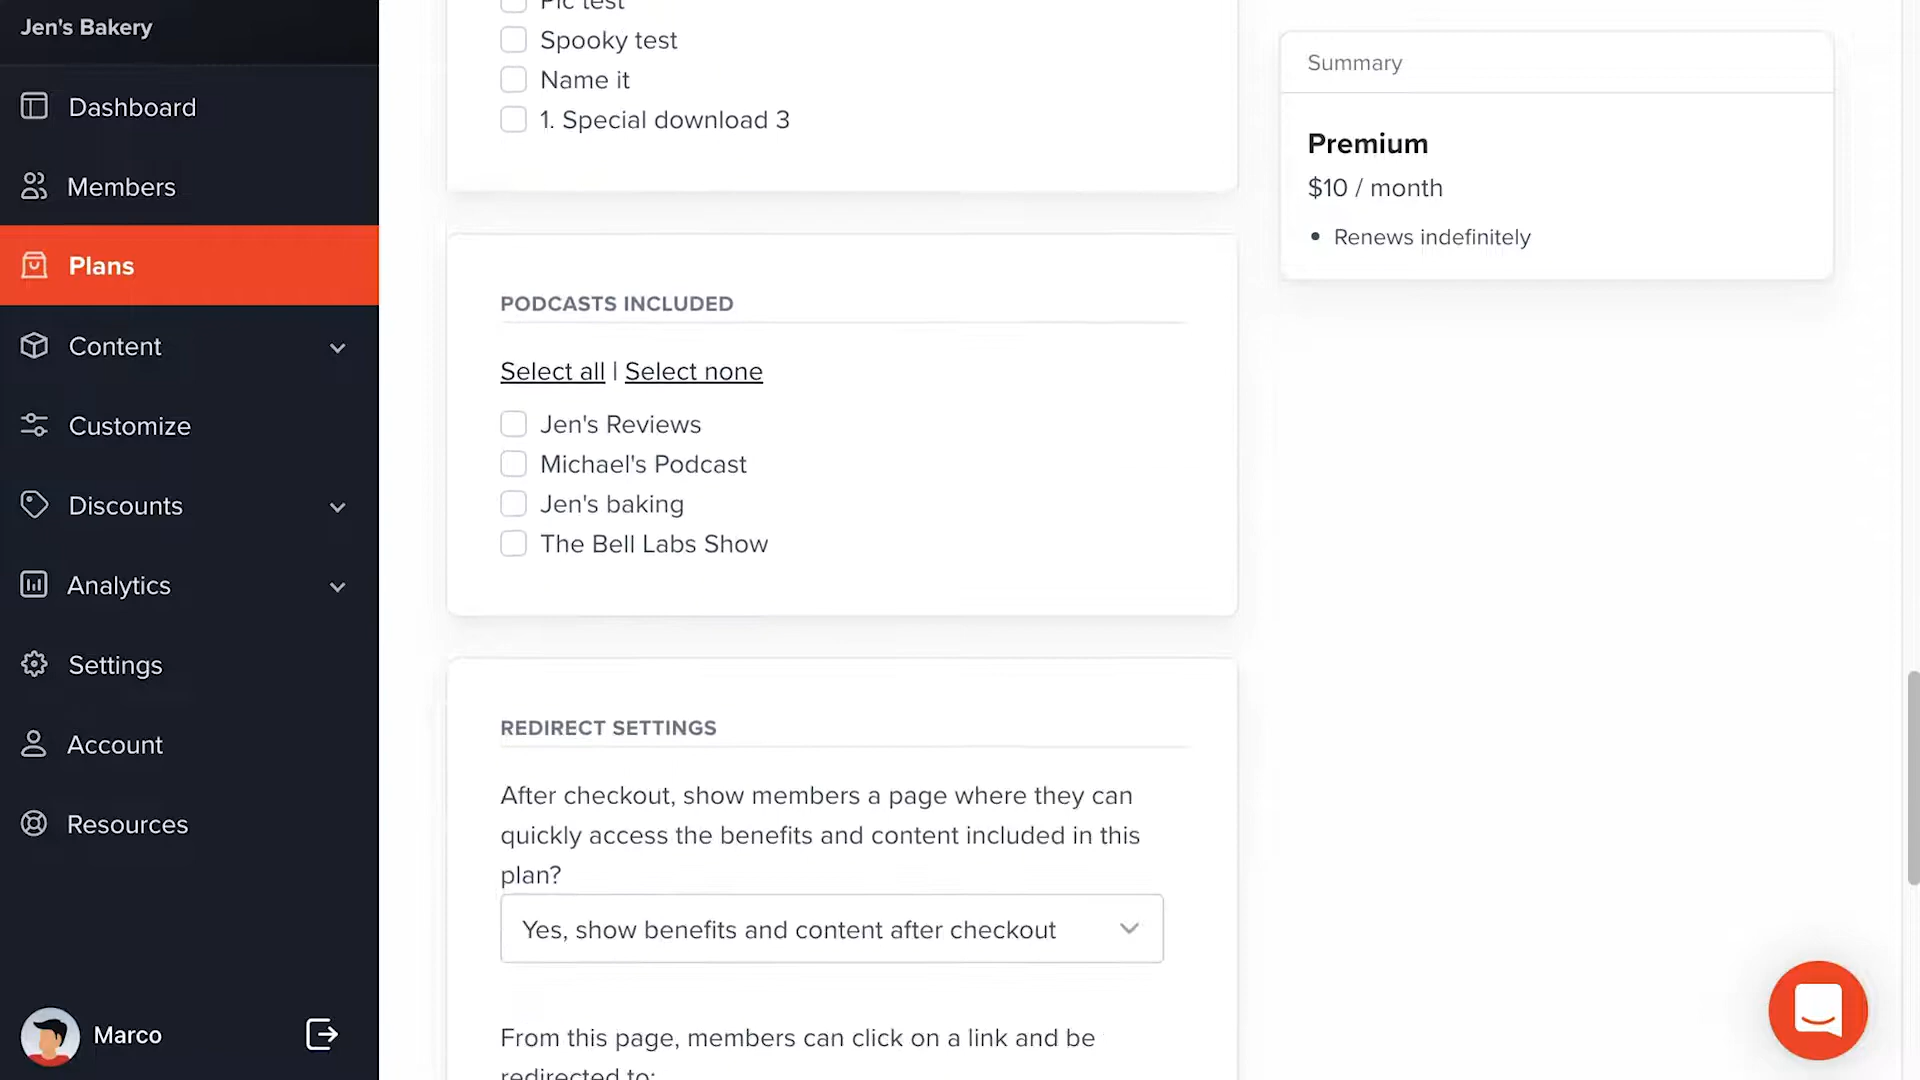 Jen's Bakery
Dashboard
Members
Plans
Content
Customize
Discounts
Analytics
Settings
Account
Resources
Marco
Pic test
Spooky test
Name it
1. Special download 3
PODCASTS INCLUDED
Select all | Select none
Jen's Reviews
Michael's Podcast
Jen's baking
The Bell Labs Show
REDIRECT SETTINGS
After checkout, show members a page where they can
quickly access the benefits and content included in this
plan?
Yes, show benefits and content after checkout
From this page, members can click on a link and be
redirected to:
Summary
Premium
$10 / month
• Renews indefinitely